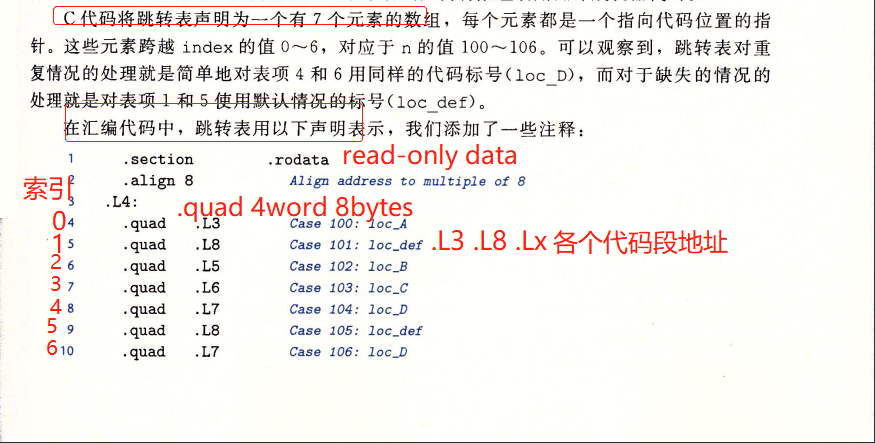 C 代码将跳转表声明为一个有 7 个元素的数组，每个元素都是一个指向代码位置的指
针。这些元素跨越 index 的值 0～6，对应于 n 的值 100～106。可以观察到，跳转表对重
复情况的处理就是简单地对表项 4 和 6 用同样的代码标号(loc_D)，而对于缺失的情况的
处理就是对表项 1 和 5 使用默认情况的标号(loc_def)。
在汇编代码中，跳转表用以下声明表示，我们添加了一些注释：
1 .section .rodata read-only data
2 .align 8 Align address to multiple of 8
索引
3 .L4: .quad 4word 8bytes
0 4 .quad .L3 Case 100: loc_A
1 5 .quad .L8 Case 101: loc_def .L3 .L8 .Lx 各个代码段地址
2 6 .quad .L5 Case 102: loc_B
3 7 .quad .L6 Case 103: loc_C
4 8 .quad .L7 Case 104: loc_D
5 9 .quad .L8 Case 105: loc_def
6 10 .quad .L7 Case 106: loc_D